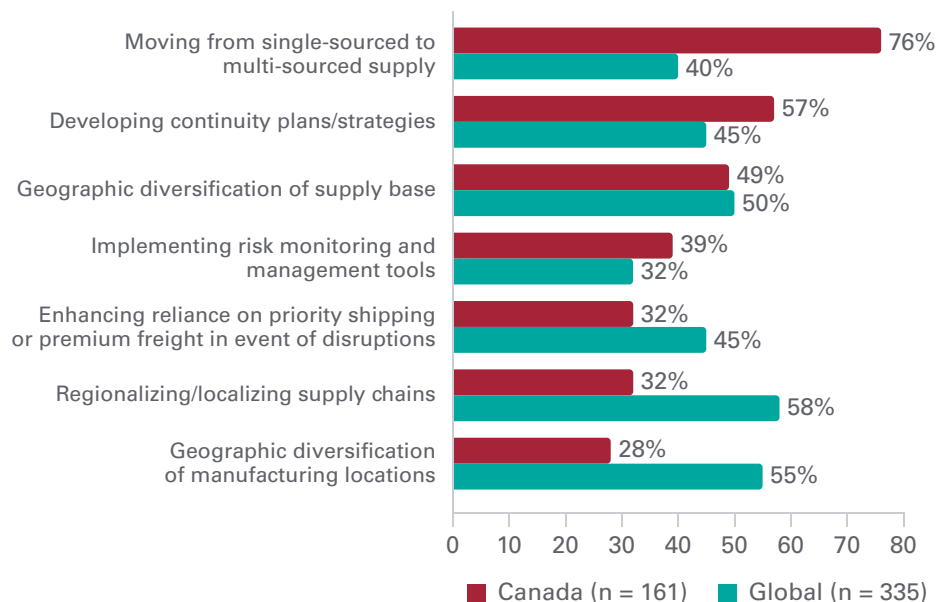 Moving from single-sourced to
multi-sourced supply
76%
40%
Developing continuity plans/strategies
57%
45%
Geographic diversification of supply base
49%
50%
Implementing risk monitoring and
management tools
39%
32%
Enhancing reliance on priority shipping
or premium freight in event of disruptions
32%
45%
Regionalizing/localizing supply chains
32%
58%
Geographic diversification
of manufacturing locations
28%
55%
0 10 20 30 40 50 60 70 80
Canada (n = 161) Global (n = 335)